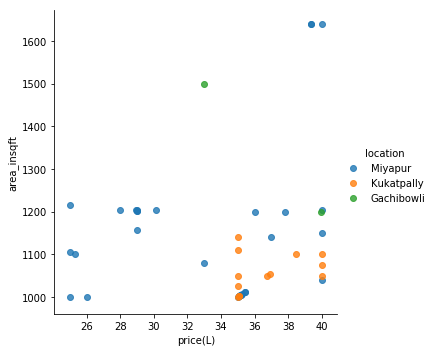 1600
1500
1400
1300
1200
1100
1000
area_insqft
26 28 30 32 34 36 38 40
price(L)
location
Miyapur
Kukatpally
Gachibowli